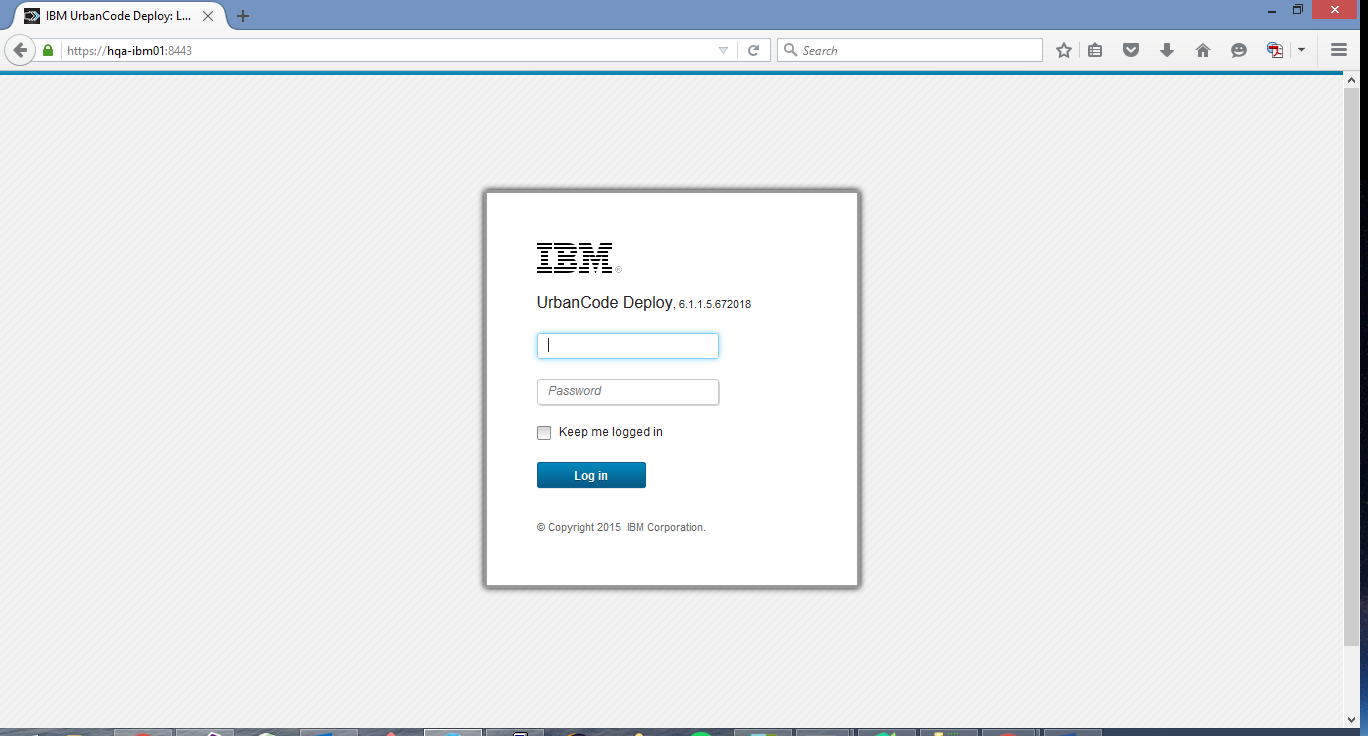 IBM UrbanCode Deploy: L...
https://hqa-ibm01:8443
Search
IBM®
UrbanCode Deploy, 6.1.1.5.672018
Password
Keep me logged in
Log in
© Copyright 2015 IBM Corporation.